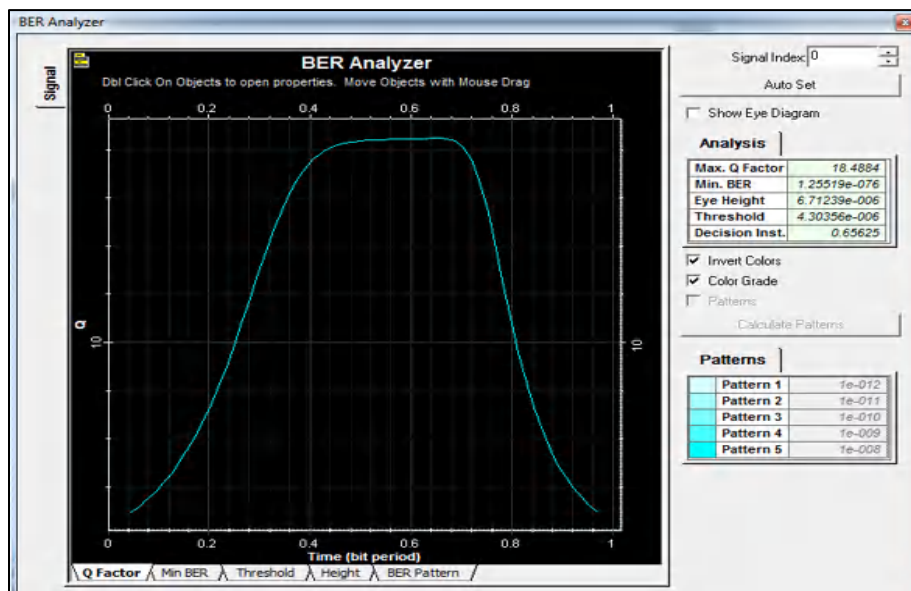 BER Analyzer
Signal
BER Analyzer
Dbl Click On Objects to open properties. Move Objects with Mouse Drag
0 0.2 0.4 0.6 0.8 1
Q
10
10
0 0.2 0.4 0.6 0.8 1
Time (bit period)
Q Factor Min BER Threshold Height BER Pattern
Signal Index: 0
Auto Set
Show Eye Diagram
Analysis
Max. Q Factor 18.4884
Min. BER 1.25519e-076
Eye Height 6.71239e-006
Threshold 4.30356e-006
Decision Inst. 0.65625
Invert Colors
Color Grade
Patterns
Calculate Patterns
Patterns
Pattern 1 1e-012
Pattern 2 1e-011
Pattern 3 1e-010
Pattern 4 1e-009
Pattern 5 1e-008